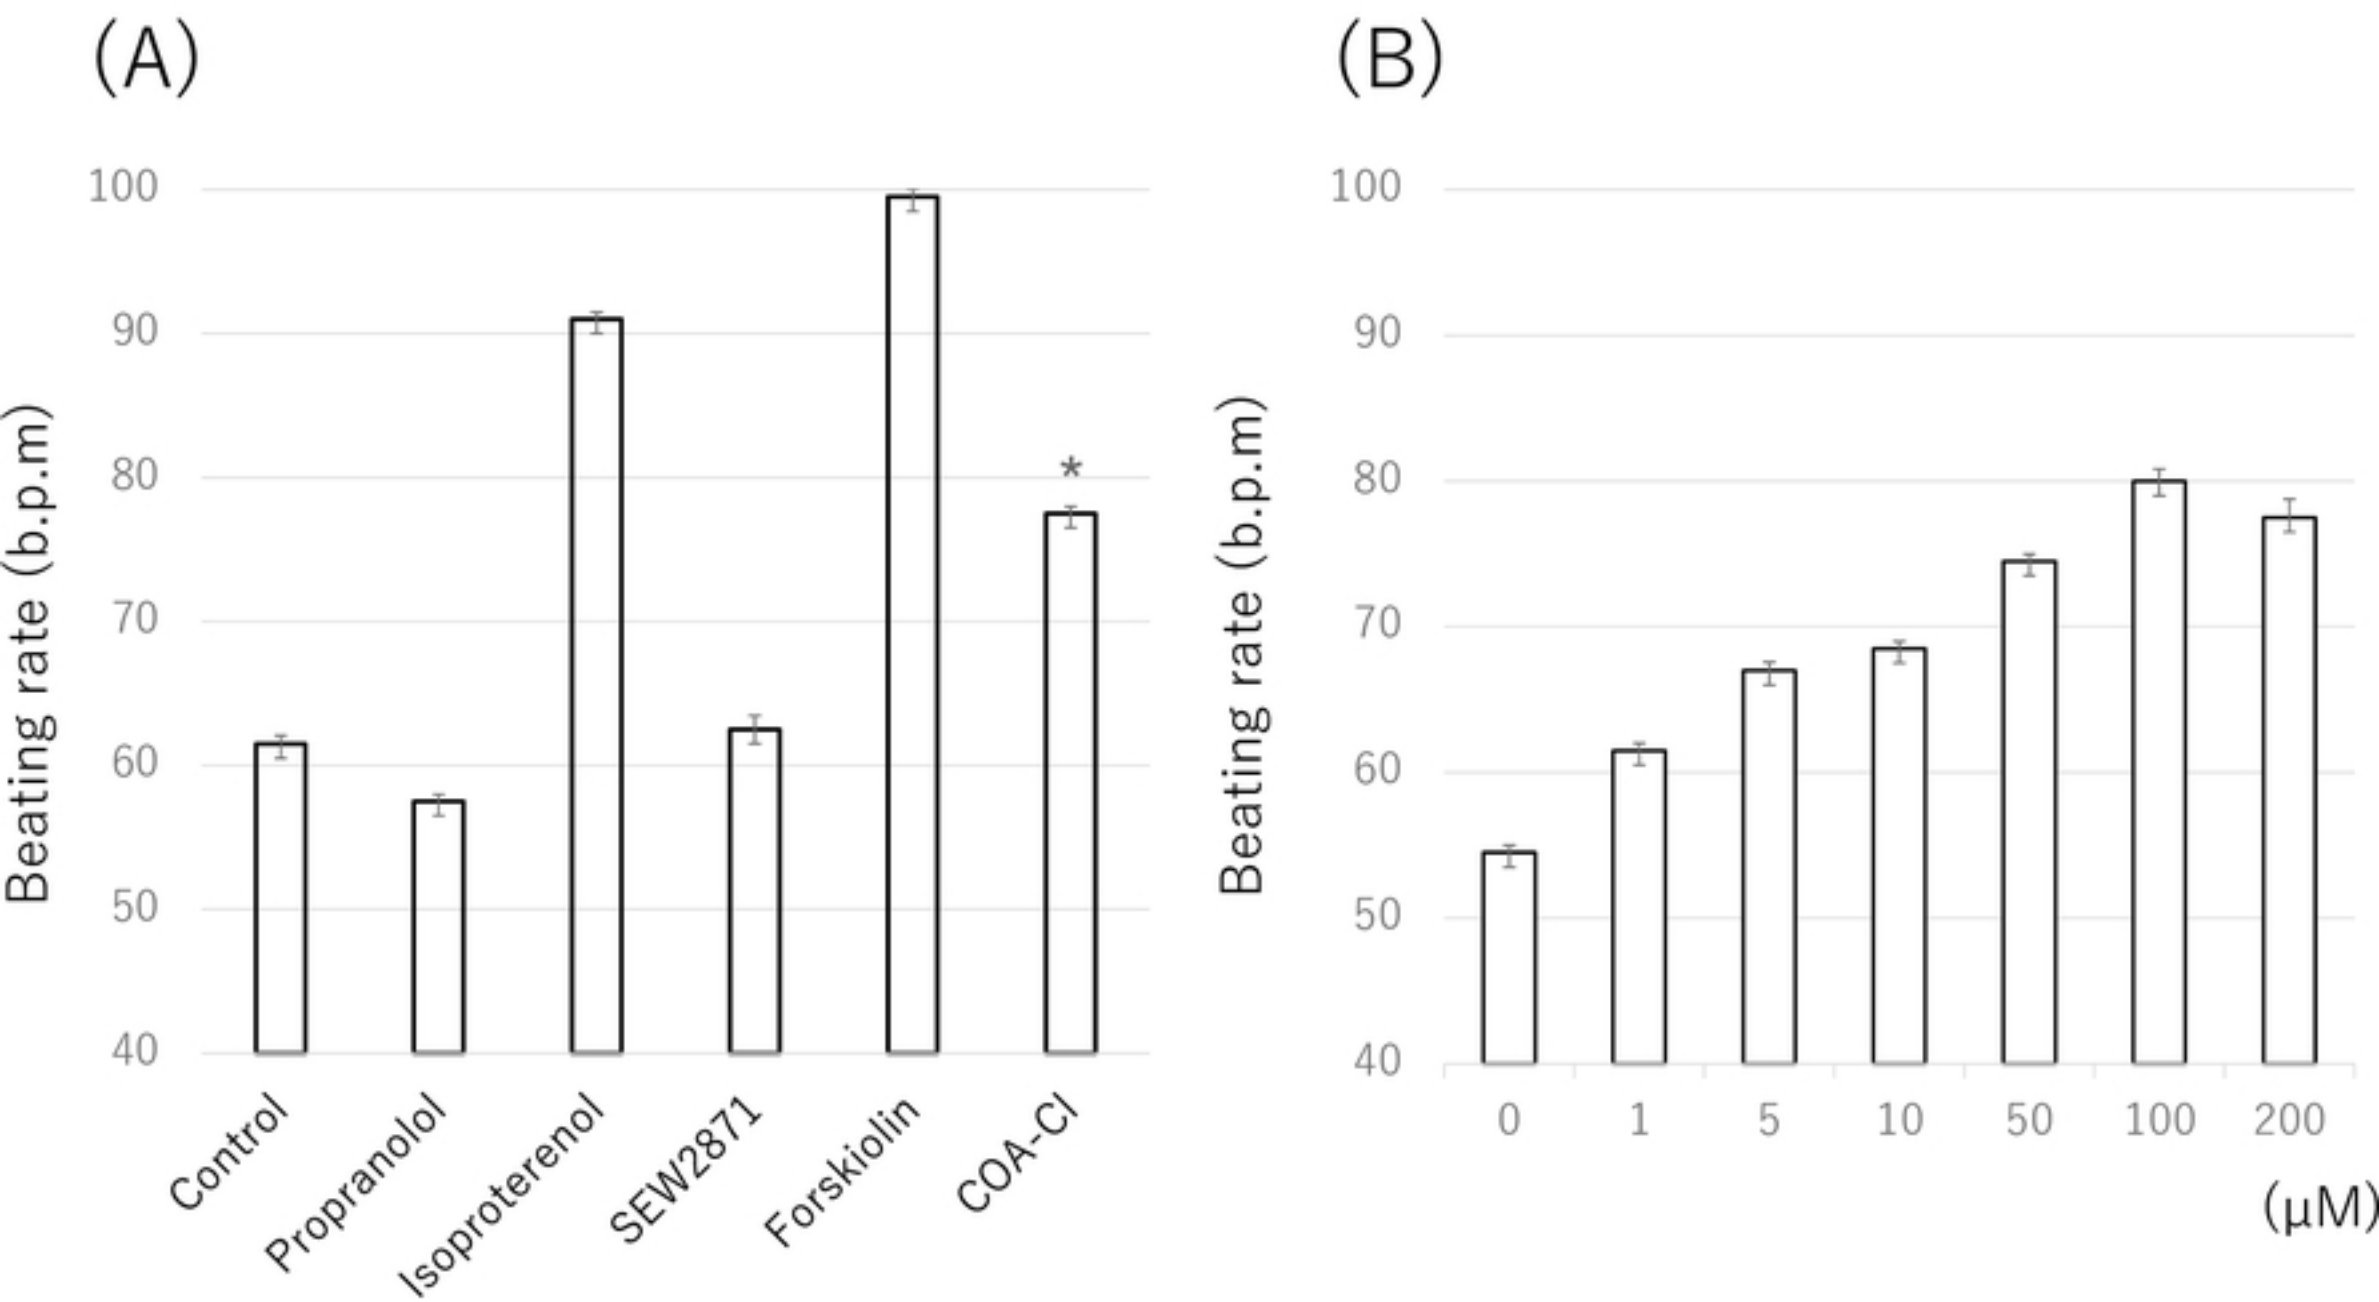 (A)
Beating rate (b.p.m)
100
90
80
70
60
50
40
*
Control
Propranolol
Isoproterenol
SEW2871
Forskiolin
COA-Cl
(B)
Beating rate (b.p.m)
100
90
80
70
60
50
40
0 1 5 10 50 100 200
(μM)